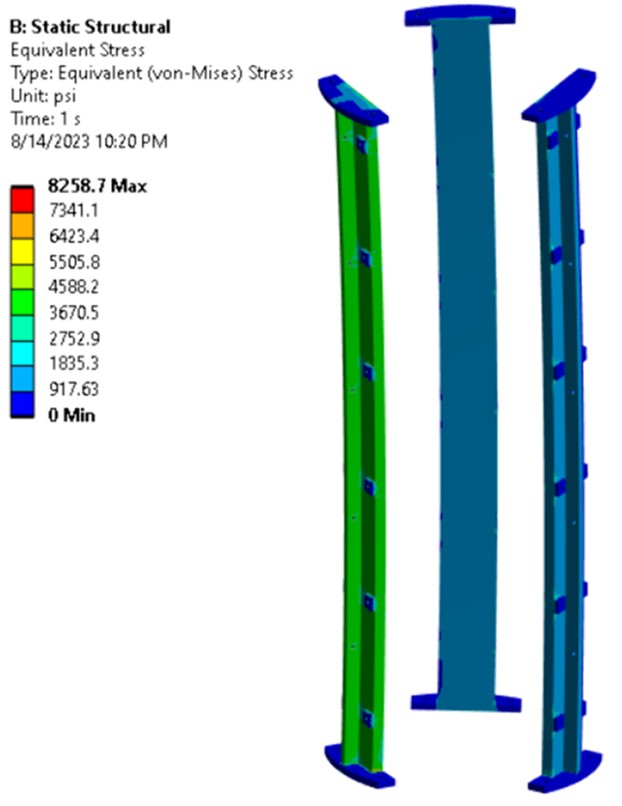 B: Static Structural
Equivalent Stress
Type: Equivalent (von-Mises) Stress
Unit: psi
Time: 1 s
8/14/2023 10:20 PM
8258.7 Max
7341.1
6423.4
5505.8
4588.2
3670.5
2752.9
1835.3
917.63
0 Min